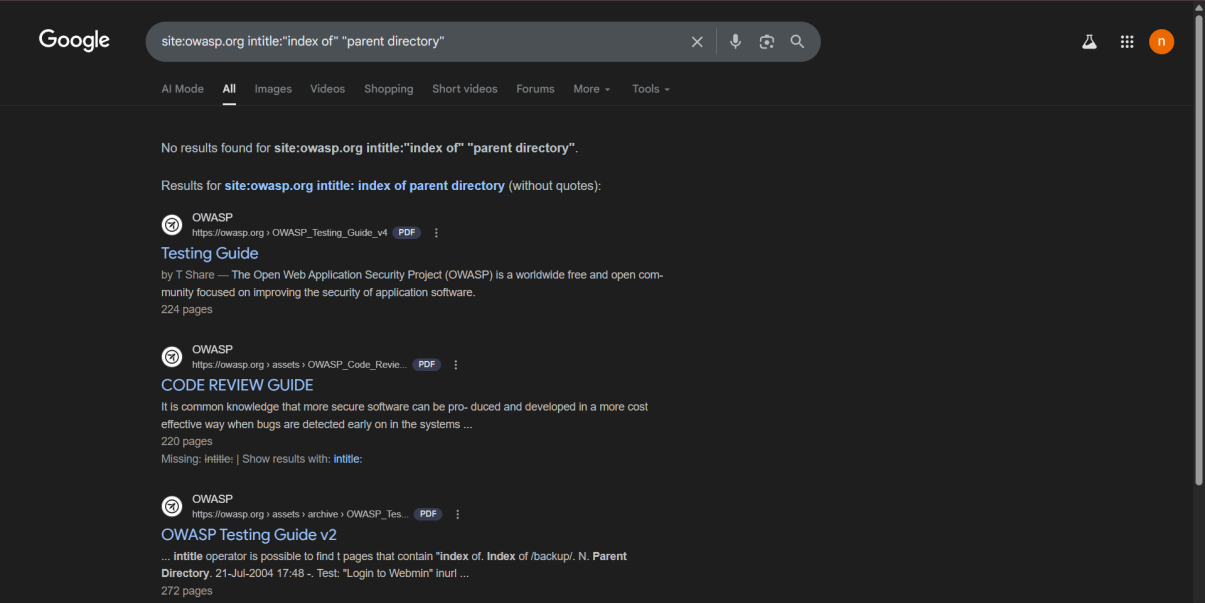 Google
site:owasp.org intitle:"index of" "parent directory"
n
AI Mode All Images Videos Shopping Short videos Forums More Tools
No results found for site:owasp.org intitle:"index of" "parent directory".
Results for site:owasp.org intitle: index of parent directory (without quotes):
OWASP
https://owasp.org › OWASP_Testing_Guide_v4 PDF
Testing Guide
by T Share — The Open Web Application Security Project (OWASP) is a worldwide free and open com-
munity focused on improving the security of application software.
224 pages
OWASP
https://owasp.org › assets › OWASP_Code_Revie... PDF
CODE REVIEW GUIDE
It is common knowledge that more secure software can be pro- duced and developed in a more cost
effective way when bugs are detected early on in the systems ...
220 pages
Missing: intitle: | Show results with: intitle:
OWASP
https://owasp.org › assets › archive › OWASP_Tes... PDF
OWASP Testing Guide v2
... intitle operator is possible to find t pages that contain "index of. Index of /backup/. N. Parent
Directory. 21-Jul-2004 17:48 -. Test: "Login to Webmin" inurl ...
272 pages